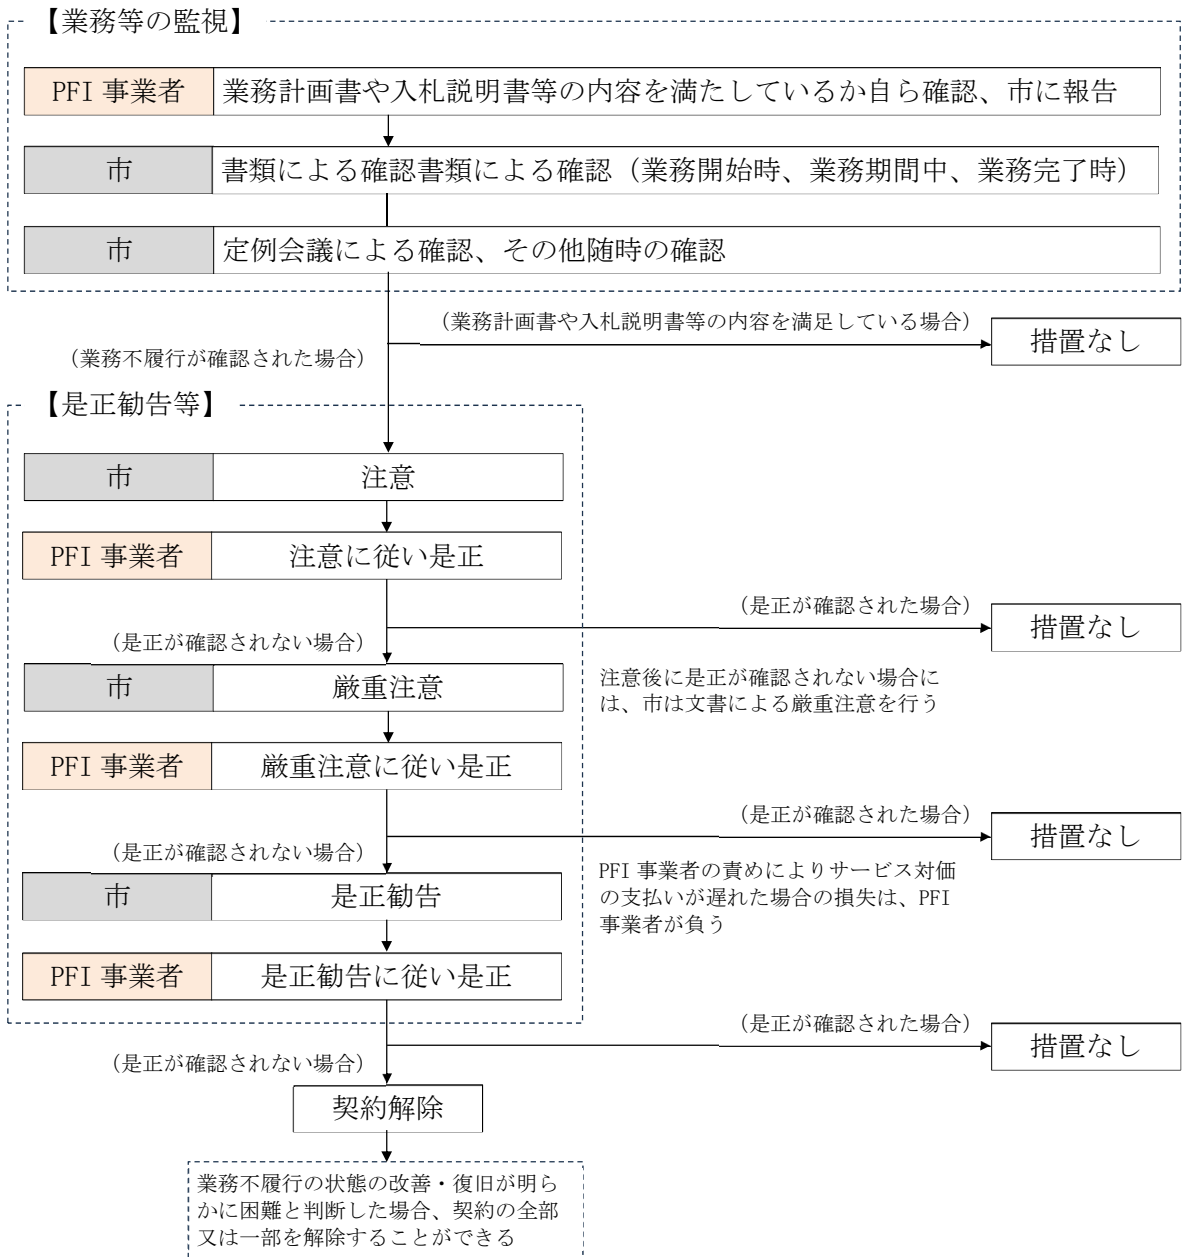 【業務等の監視】
PFI 事業者 業務計画書や入札説明書等の内容を満たしているか自ら確認、市に報告
市 書類による確認書類による確認（業務開始時、業務期間中、業務完了時）
市 定例会議による確認、その他随時の確認
（業務計画書や入札説明書等の内容を満足している場合）
措置なし
（業務不履行が確認された場合）
【是正勧告等】
市 注意
PFI 事業者 注意に従い是正
（是正が確認された場合）
措置なし
（是正が確認されない場合）
市 厳重注意
注意後に是正が確認されない場合に
は、市は文書による厳重注意を行う
PFI 事業者 厳重注意に従い是正
（是正が確認された場合）
措置なし
（是正が確認されない場合）
市 是正勧告
PFI 事業者の責めによりサービス対価
の支払いが遅れた場合の損失は、PFI
事業者が負う
PFI 事業者 是正勧告に従い是正
（是正が確認された場合）
措置なし
（是正が確認されない場合）
契約解除
業務不履行の状態の改善・復旧が明ら
かに困難と判断した場合、契約の全部
又は一部を解除することができる